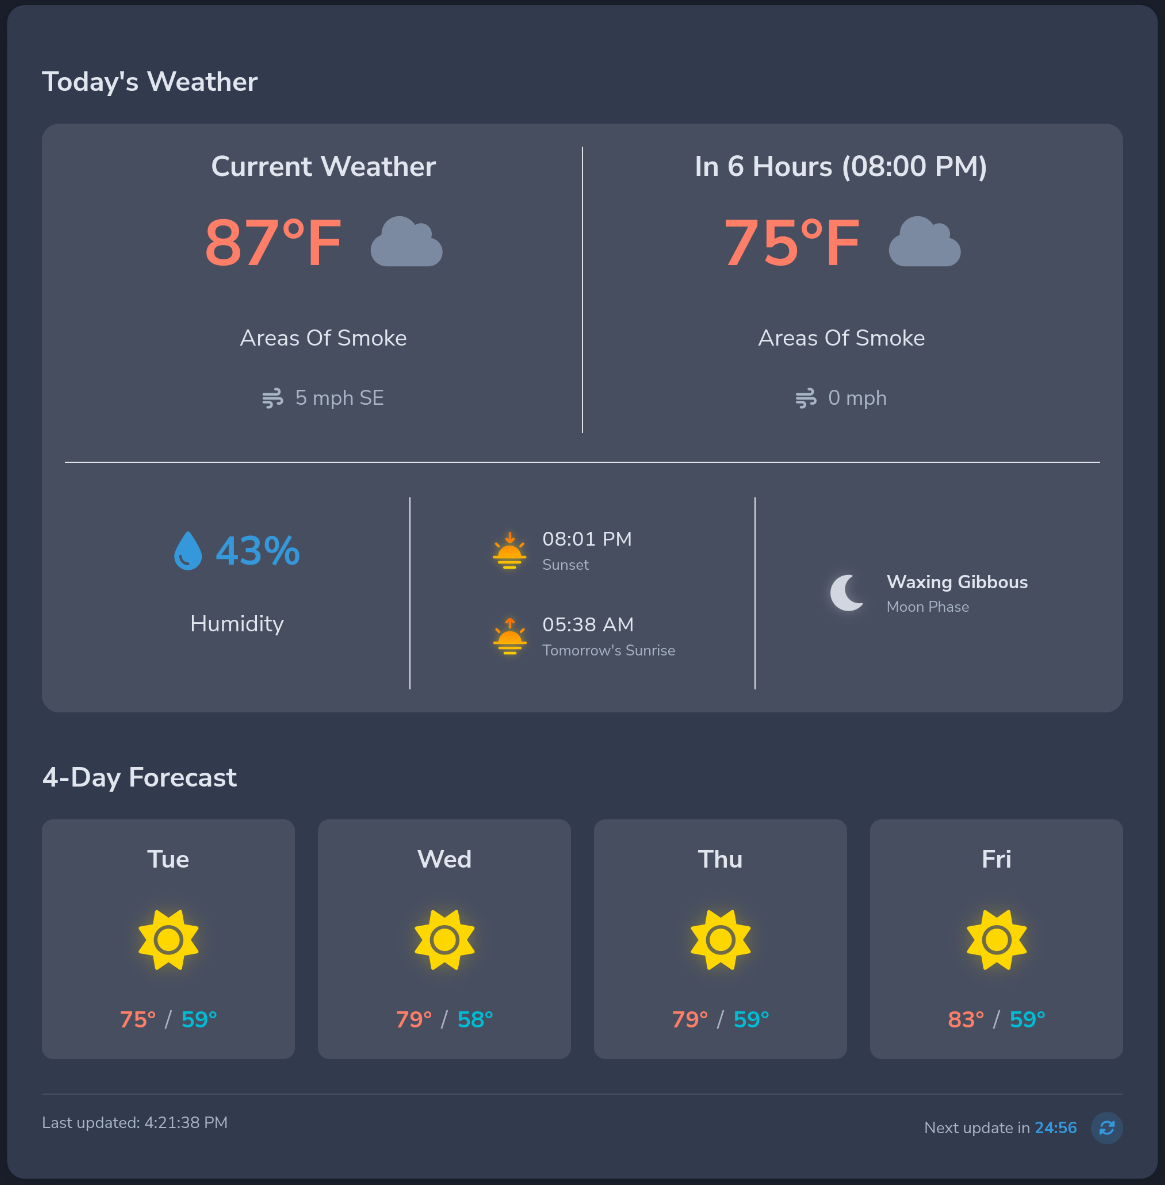 Today's Weather
Current Weather
87°F
Areas Of Smoke
5 mph SE
In 6 Hours (08:00 PM)
75°F
Areas Of Smoke
0 mph
43%
Humidity
08:01 PM
Sunset
05:38 AM
Tomorrow's Sunrise
Waxing Gibbous
Moon Phase
4-Day Forecast
Tue
75° / 59°
Wed
79° / 58°
Thu
79° / 59°
Fri
83° / 59°
Last updated: 4:21:38 PM
Next update in 24:56